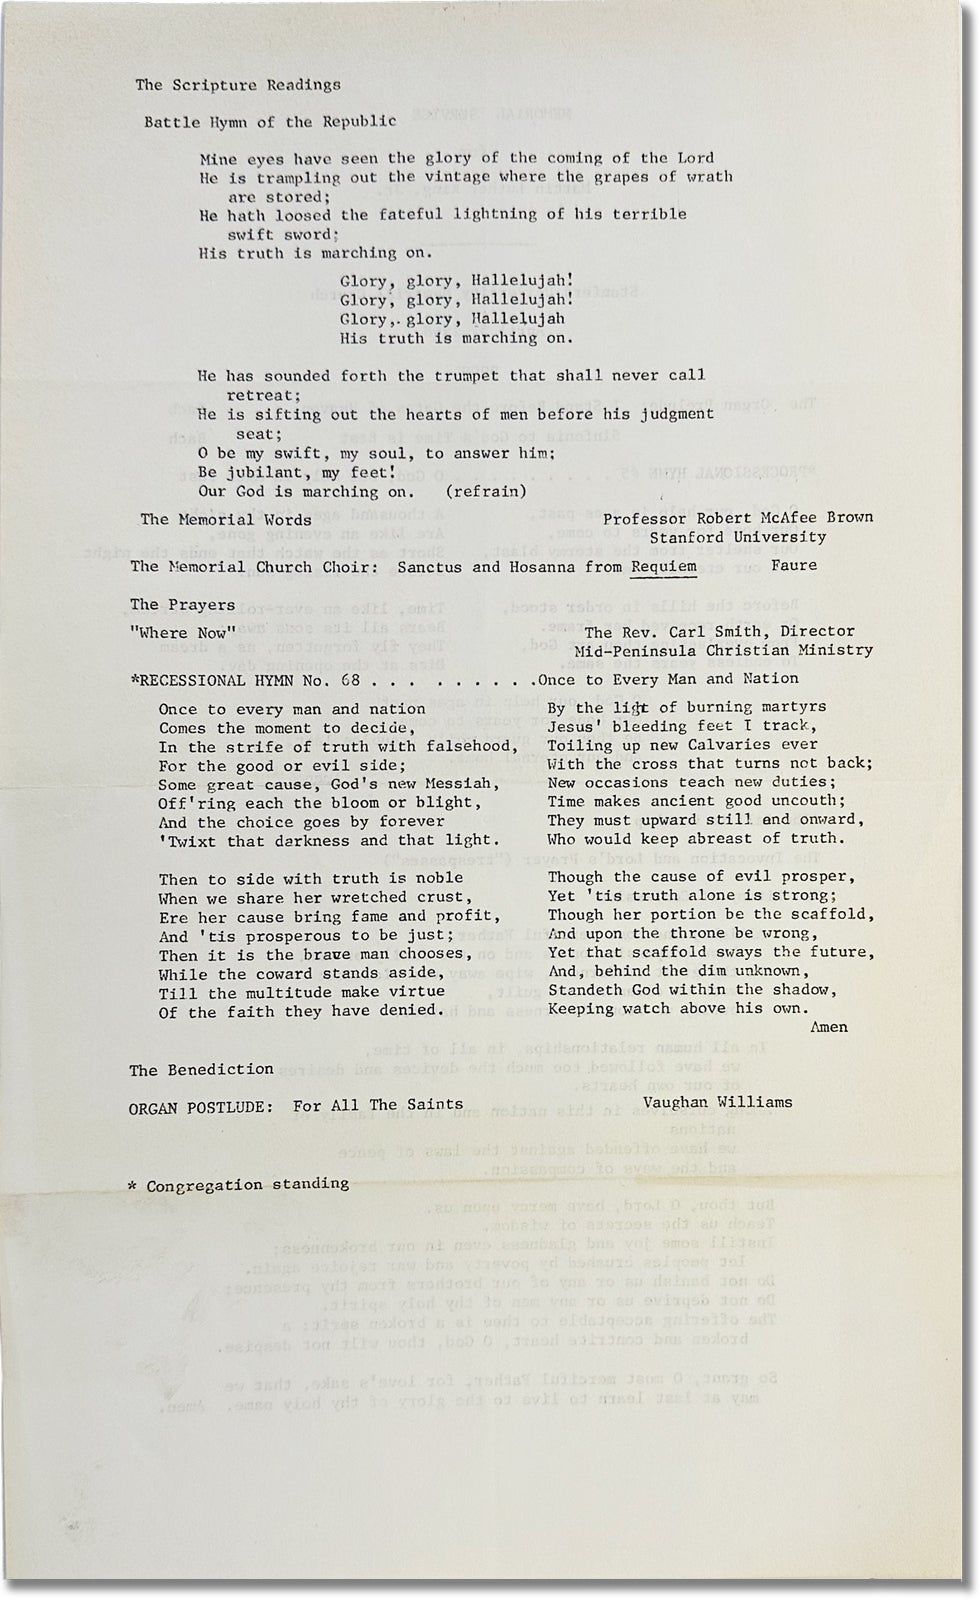 The Scripture Readings
Battle Hymn of the Republic
Mine eyes have seen the glory of the coming of the Lord
He is trampling out the vintage where the grapes of wrath
are stored;
He hath loosed the fateful lightning of his terrible
swift sword;
His truth is marching on.
Glory, glory, Hallelujah!
Glory, glory, Hallelujah!
Glory,. glory, Hallelujah
His truth is marching on.
He has sounded forth the trumpet that shall never call
retreat;
He is sifting out the hearts of men before his judgment
seat;
O be my swift, my soul, to answer him;
Be jubilant, my feet!
Our God is marching on. (refrain)
The Memorial Words Professor Robert McAfee Brown
Stanford University
The Memorial Church Choir: Sanctus and Hosanna from Requiem Faure
The Prayers
"Where Now" The Rev. Carl Smith, Director
Mid-Peninsula Christian Ministry
*RECESSIONAL HYMN No. 68 . . . . . . . . . .Once to Every Man and Nation
Once to every man and nation
Comes the moment to decide,
In the strife of truth with falsehood,
For the good or evil side;
Some great cause, God's new Messiah,
Off'ring each the bloom or blight,
And the choice goes by forever
'Twixt that darkness and that light.
Then to side with truth is noble
When we share her wretched crust,
Ere her cause bring fame and profit,
And 'tis prosperous to be just;
Then it is the brave man chooses,
While the coward stands aside,
Till the multitude make virtue
Of the faith they have denied.
By the light of burning martyrs
Jesus' bleeding feet I track,
Toiling up new Calvaries ever
With the cross that turns not back;
New occasions teach new duties;
Time makes ancient good uncouth;
They must upward still and onward,
Who would keep abreast of truth.
Though the cause of evil prosper,
Yet 'tis truth alone is strong;
Though her portion be the scaffold,
And upon the throne be wrong,
Yet that scaffold sways the future,
And, behind the dim unknown,
Standeth God within the shadow,
Keeping watch above his own.
Amen
The Benediction
ORGAN POSTLUDE: For All The Saints Vaughan Williams
* Congregation standing